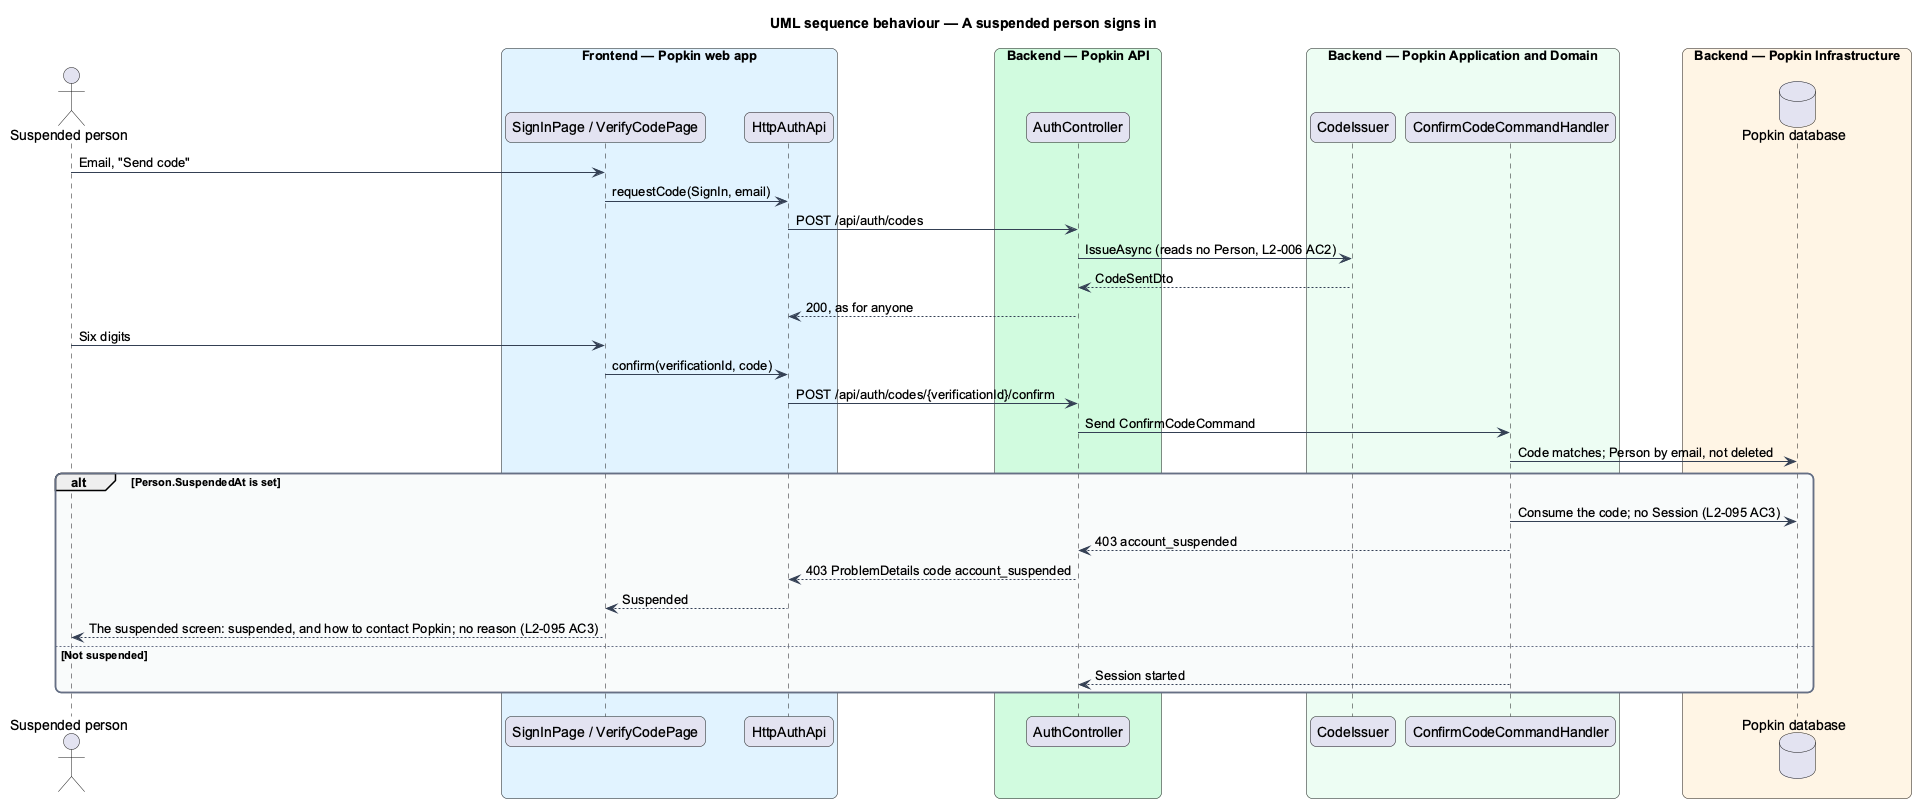 UML sequence behaviour — A suspended person signs in
Frontend — Popkin web app
Backend — Popkin API
Backend — Popkin Application and Domain
Backend — Popkin Infrastructure
Suspended person
SignInPage / VerifyCodePage
HttpAuthApi
AuthController
CodeIssuer
ConfirmCodeCommandHandler
Popkin database
Email, "Send code"
requestCode(SignIn, email)
POST /api/auth/codes
IssueAsync (reads no Person, L2-006 AC2)
CodeSentDto
200, as for anyone
Six digits
confirm(verificationId, code)
POST /api/auth/codes/{verificationId}/confirm
Send ConfirmCodeCommand
Code matches; Person by email, not deleted
alt
[Person.SuspendedAt is set]
Consume the code; no Session (L2-095 AC3)
403 account_suspended
403 ProblemDetails code account_suspended
Suspended
The suspended screen: suspended, and how to contact Popkin; no reason (L2-095 AC3)
[Not suspended]
Session started
Suspended person
SignInPage / VerifyCodePage
HttpAuthApi
AuthController
CodeIssuer
ConfirmCodeCommandHandler
Popkin database